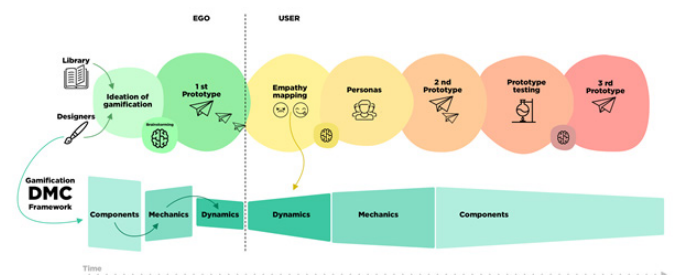 EGO
USER
Library
Designers
Ideation of
gamification
Brainstorming
1 st
Prototype
Empathy
mapping
Personas
2 nd
Prototype
Prototype
testing
3 rd
Prototype
Gamification
DMC
Framework
Components
Mechanics
Dynamics
Dynamics
Mechanics
Components
Time